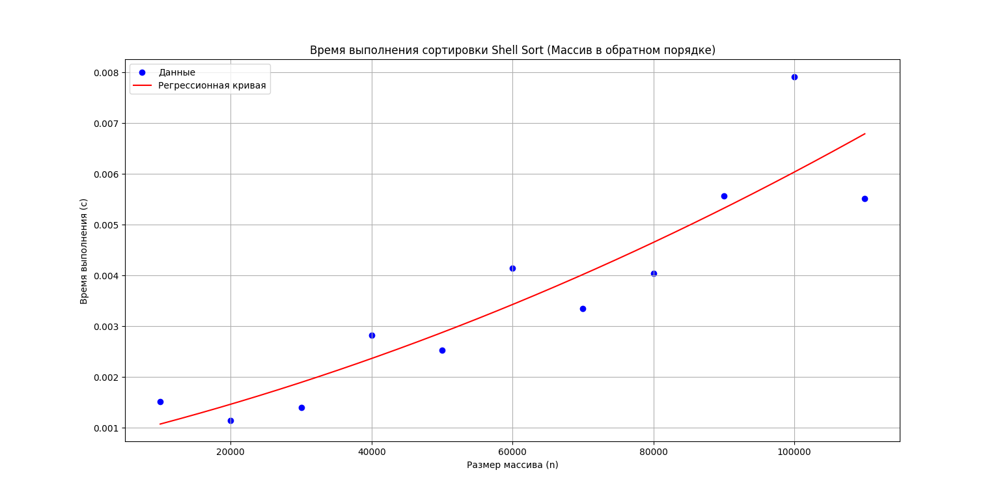 Время выполнения сортировки Shell Sort (Массив в обратном порядке)
Данные
Регрессионная кривая
0.008
0.007
0.006
0.005
0.004
0.003
0.002
0.001
Время выполнения (с)
20000
40000
60000
80000
100000
Размер массива (n)